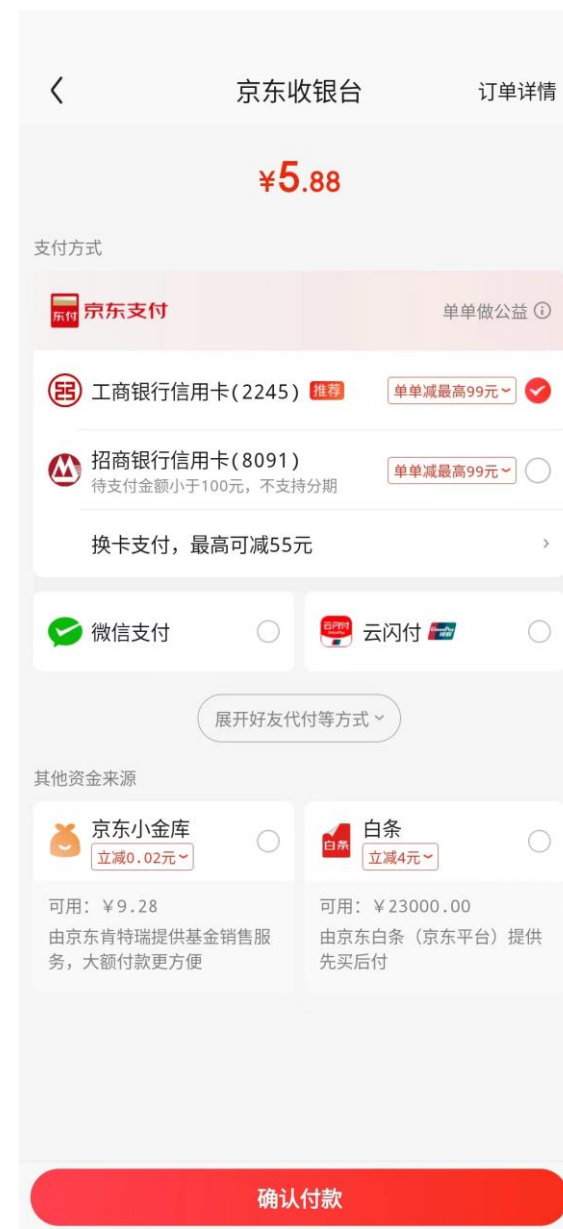 京东收银台
订单详情
¥5.88
支付方式
东付 京东支付
单单做公益
工商银行信用卡(2245) 推荐 单单减最高99元
招商银行信用卡(8091)
待支付金额小于100元，不支持分期
单单减最高99元
换卡支付，最高可减55元
微信支付
云闪付
展开好友代付等方式
其他资金来源
京东小金库
立减0.02元
可用：￥9.28
由京东肯特瑞提供基金销售服
务，大额付款更方便
白条
白条
立减4元
可用：￥23000.00
由京东白条（京东平台）提供
先买后付
确认付款